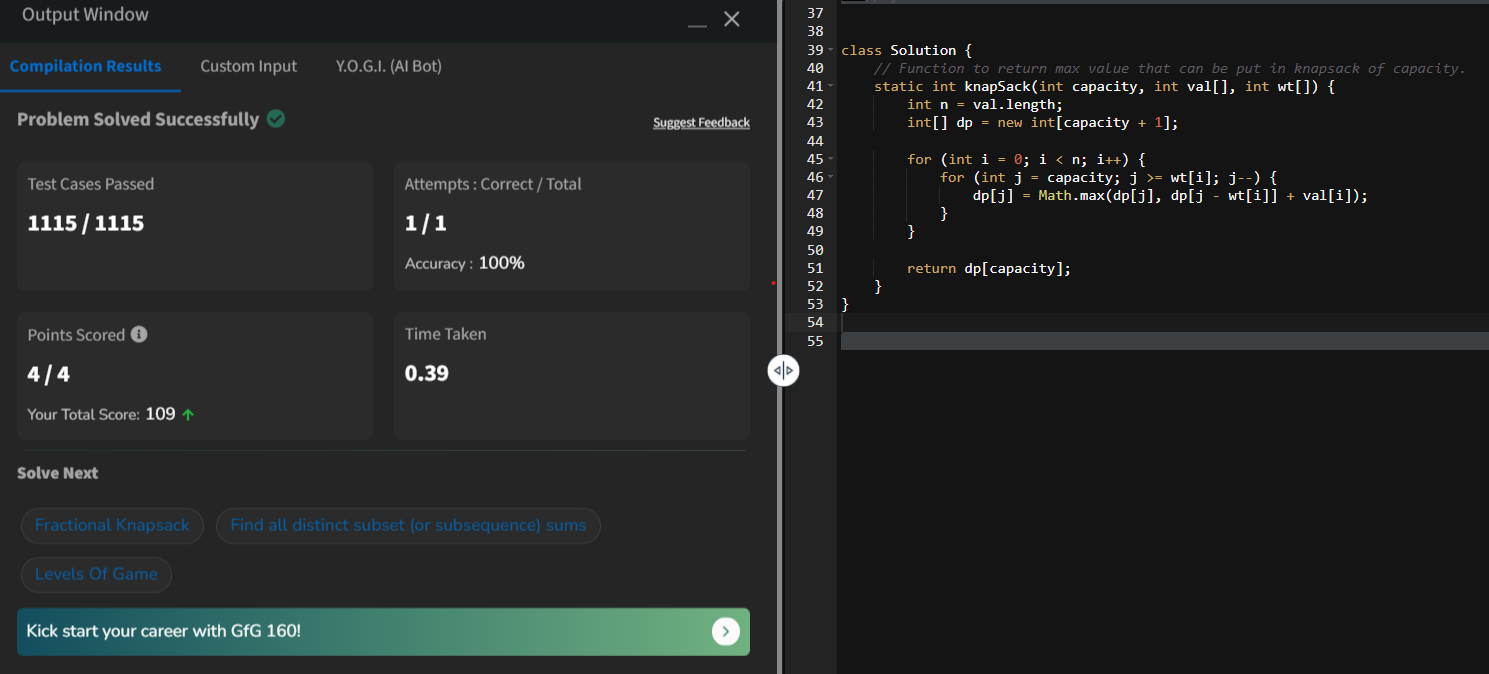 Output Window
Compilation Results Custom Input Y.O.G.I. (AI Bot)
Problem Solved Successfully
Suggest Feedback
Test Cases Passed
1115 / 1115
Attempts : Correct / Total
1 / 1
Accuracy : 100%
Points Scored
4 / 4
Your Total Score: 109
Time Taken
0.39
Solve Next
Fractional Knapsack Find all distinct subset (or subsequence) sums
Levels Of Game
Kick start your career with GfG 160!
37
38
39 class Solution {
40 // Function to return max value that can be put in knapsack of capacity.
41 static int knapSack(int capacity, int val[], int wt[]) {
42 int n = val.length;
43 int[] dp = new int[capacity + 1];
44
45 for (int i = 0; i < n; i++) {
46 for (int j = capacity; j >= wt[i]; j--) {
47 dp[j] = Math.max(dp[j], dp[j - wt[i]] + val[i]);
48 }
49 }
50
51 return dp[capacity];
52 }
53 }
54
55